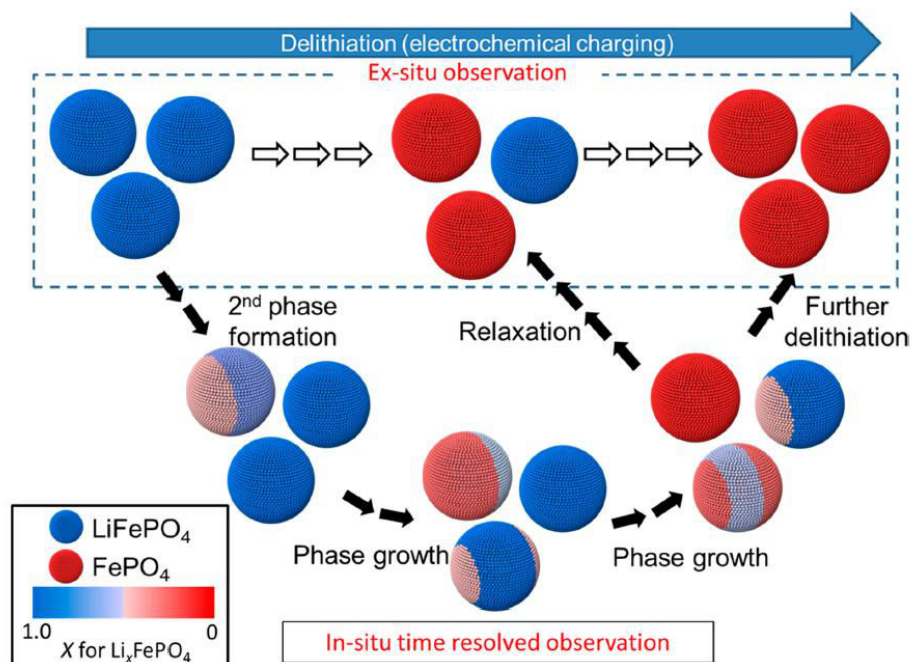 Delithiation (electrochemical charging)
Ex-situ observation
2nd phase
formation
Relaxation
Further
delithiation
Phase growth
Phase growth
LiFePO4
FePO4
1.0
0
X for LixFePO4
In-situ time resolved observation